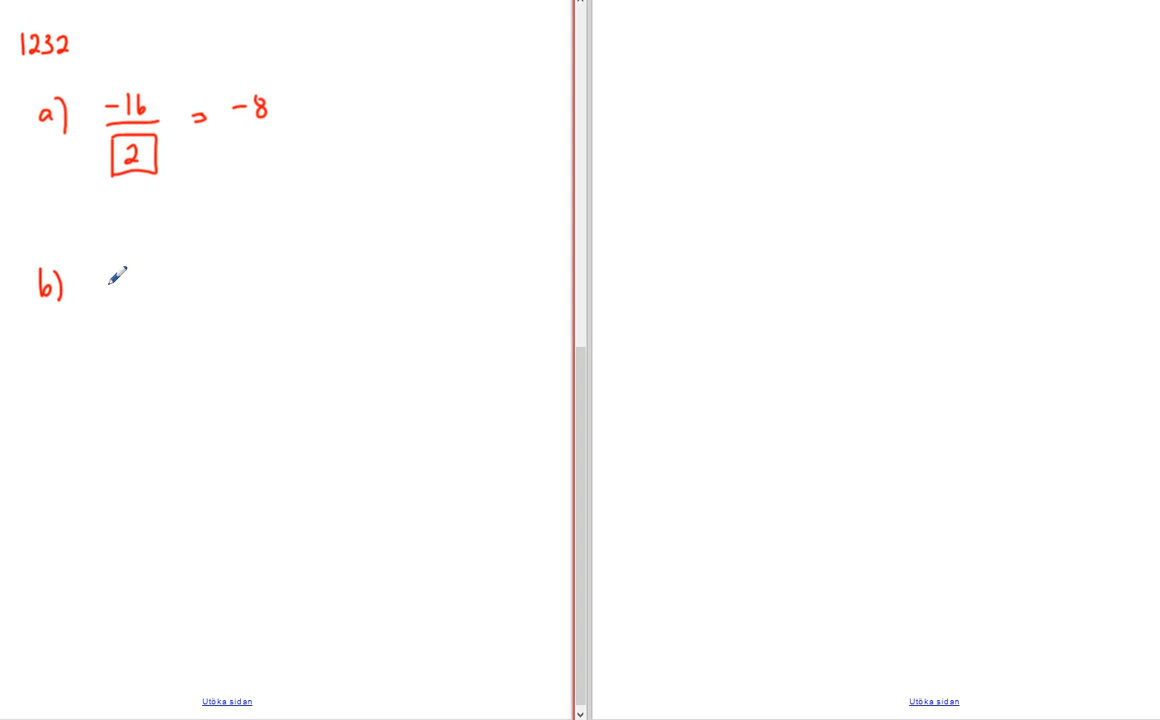 1232
a) -16 / 2 = -8
b)
Utöka sidan
Utöka sidan